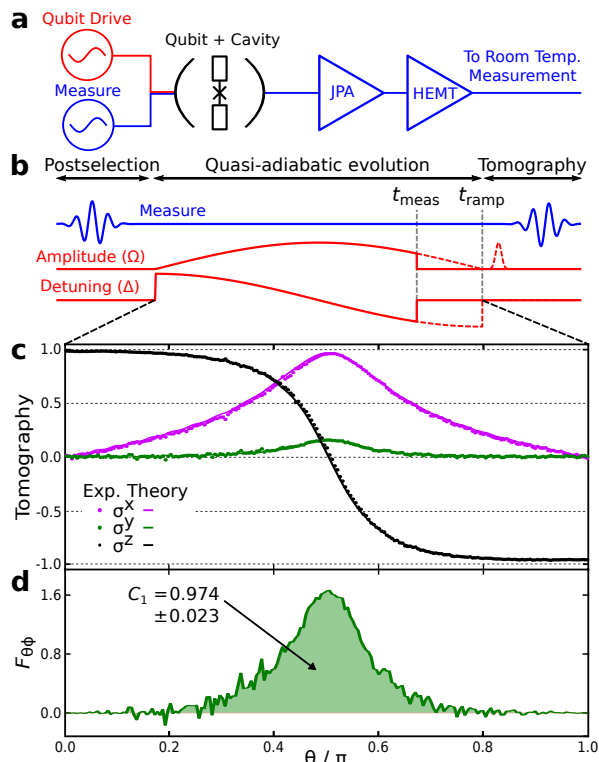 a
Qubit Drive
Qubit + Cavity
Measure
JPA
HEMT
To Room Temp.
Measurement
b
Postselection
Quasi-adiabatic evolution
Tomography
t_meas
t_ramp
Measure
Amplitude (Ω)
Detuning (Δ)
c
Tomography
1.0
0.5
0.0
-0.5
-1.0
Exp. Theory
σ^x
σ^y
σ^z
d
F_θϕ
1.6
0.8
0.0
C_1 = 0.974
±0.023
0.0 0.2 0.4 0.6 0.8 1.0
θ / π